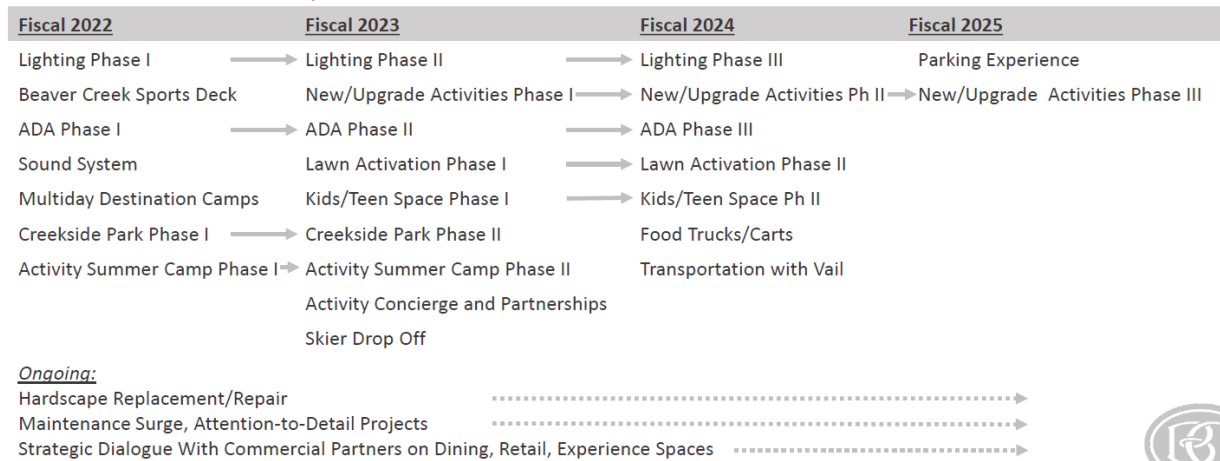 Fiscal 2022 Fiscal 2023 Fiscal 2024 Fiscal 2025
Lighting Phase I Lighting Phase II Lighting Phase III Parking Experience
Beaver Creek Sports Deck New/Upgrade Activities Phase I New/Upgrade Activities Ph II New/Upgrade Activities Phase III
ADA Phase I ADA Phase II ADA Phase III
Sound System Lawn Activation Phase I Lawn Activation Phase II
Multiday Destination Camps Kids/Teen Space Phase I Kids/Teen Space Ph II
Creekside Park Phase I Creekside Park Phase II Food Trucks/Carts
Activity Summer Camp Phase I Activity Summer Camp Phase II Transportation with Vail
Activity Concierge and Partnerships
Skier Drop Off
Ongoing:
Hardscape Replacement/Repair
Maintenance Surge, Attention-to-Detail Projects
Strategic Dialogue With Commercial Partners on Dining, Retail, Experience Spaces